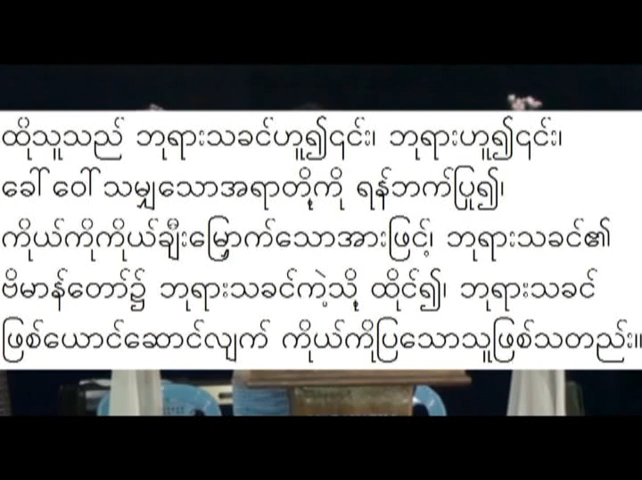 ထိုသူသည် ဘုရားသခင်ဟူ၍၎င်း၊ ဘုရားဟူ၍၎င်း၊
ခေါ်ဝေါ်သမျှသောအရာတို့ကို ရန်ဘက်ပြု၍၊
ကိုယ်ကိုကိုယ်ချီးမြှောက်သောအားဖြင့်၊ ဘုရားသခင်၏
ဗိမာန်တော်၌ ဘုရားသခင်ကဲ့သို့ ထိုင်၍၊ ဘုရားသခင်
ဖြစ်ယောင်ဆောင်လျက် ကိုယ်ကိုပြသောသူဖြစ်သတည်း။